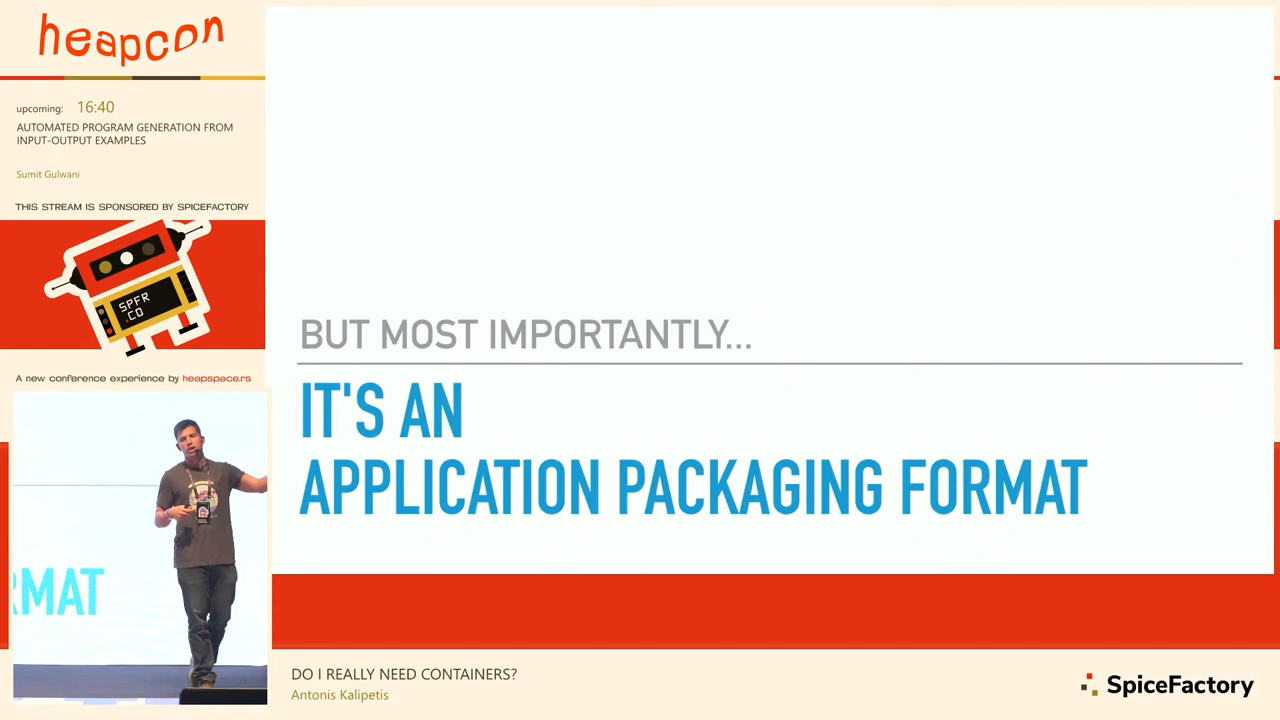 heapcon
upcoming: 16:40
AUTOMATED PROGRAM GENERATION FROM
INPUT-OUTPUT EXAMPLES
Sumit Gulwani
THIS STREAM IS SPONSORED BY SPICEFACTORY
SPFR
.CO
A new conference experience by heapspace.rs
BUT MOST IMPORTANTLY...
IT'S AN
APPLICATION PACKAGING FORMAT
RMAT
DO I REALLY NEED CONTAINERS?
Antonis Kalipetis
SpiceFactory